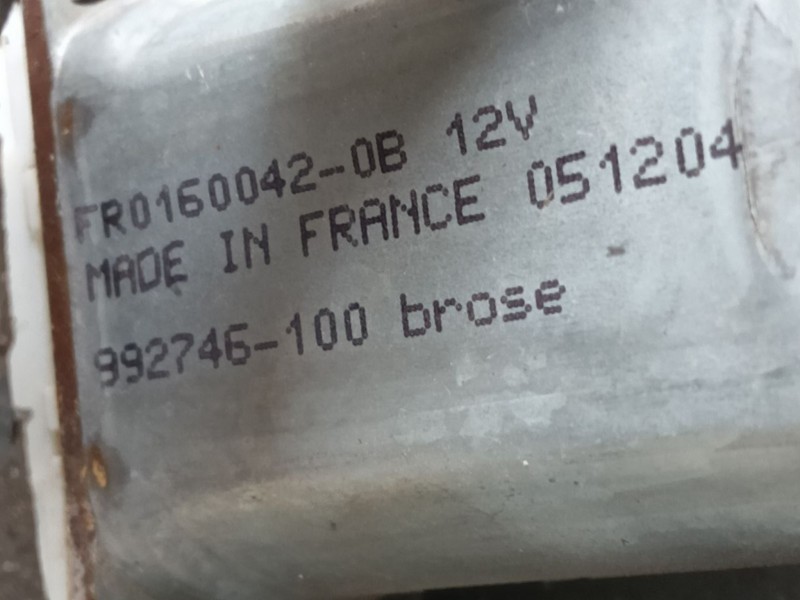 FR0160042-0B 12V
MADE IN FRANCE 051204
992746-100 brose